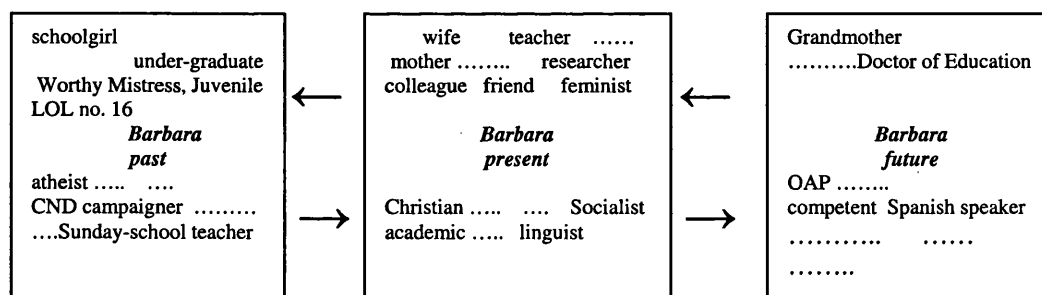 schoolgirl
under-graduate
Worthy Mistress, Juvenile
LOL no. 16
Barbara
past
atheist ..... ....
CND campaigner .........
....Sunday-school teacher
wife teacher ......
mother ........ researcher
colleague friend feminist
Barbara
present
Christian ..... .... Socialist
academic ..... linguist
Grandmother
..........Doctor of Education
Barbara
future
OAP ........
competent Spanish speaker
........... ......
........